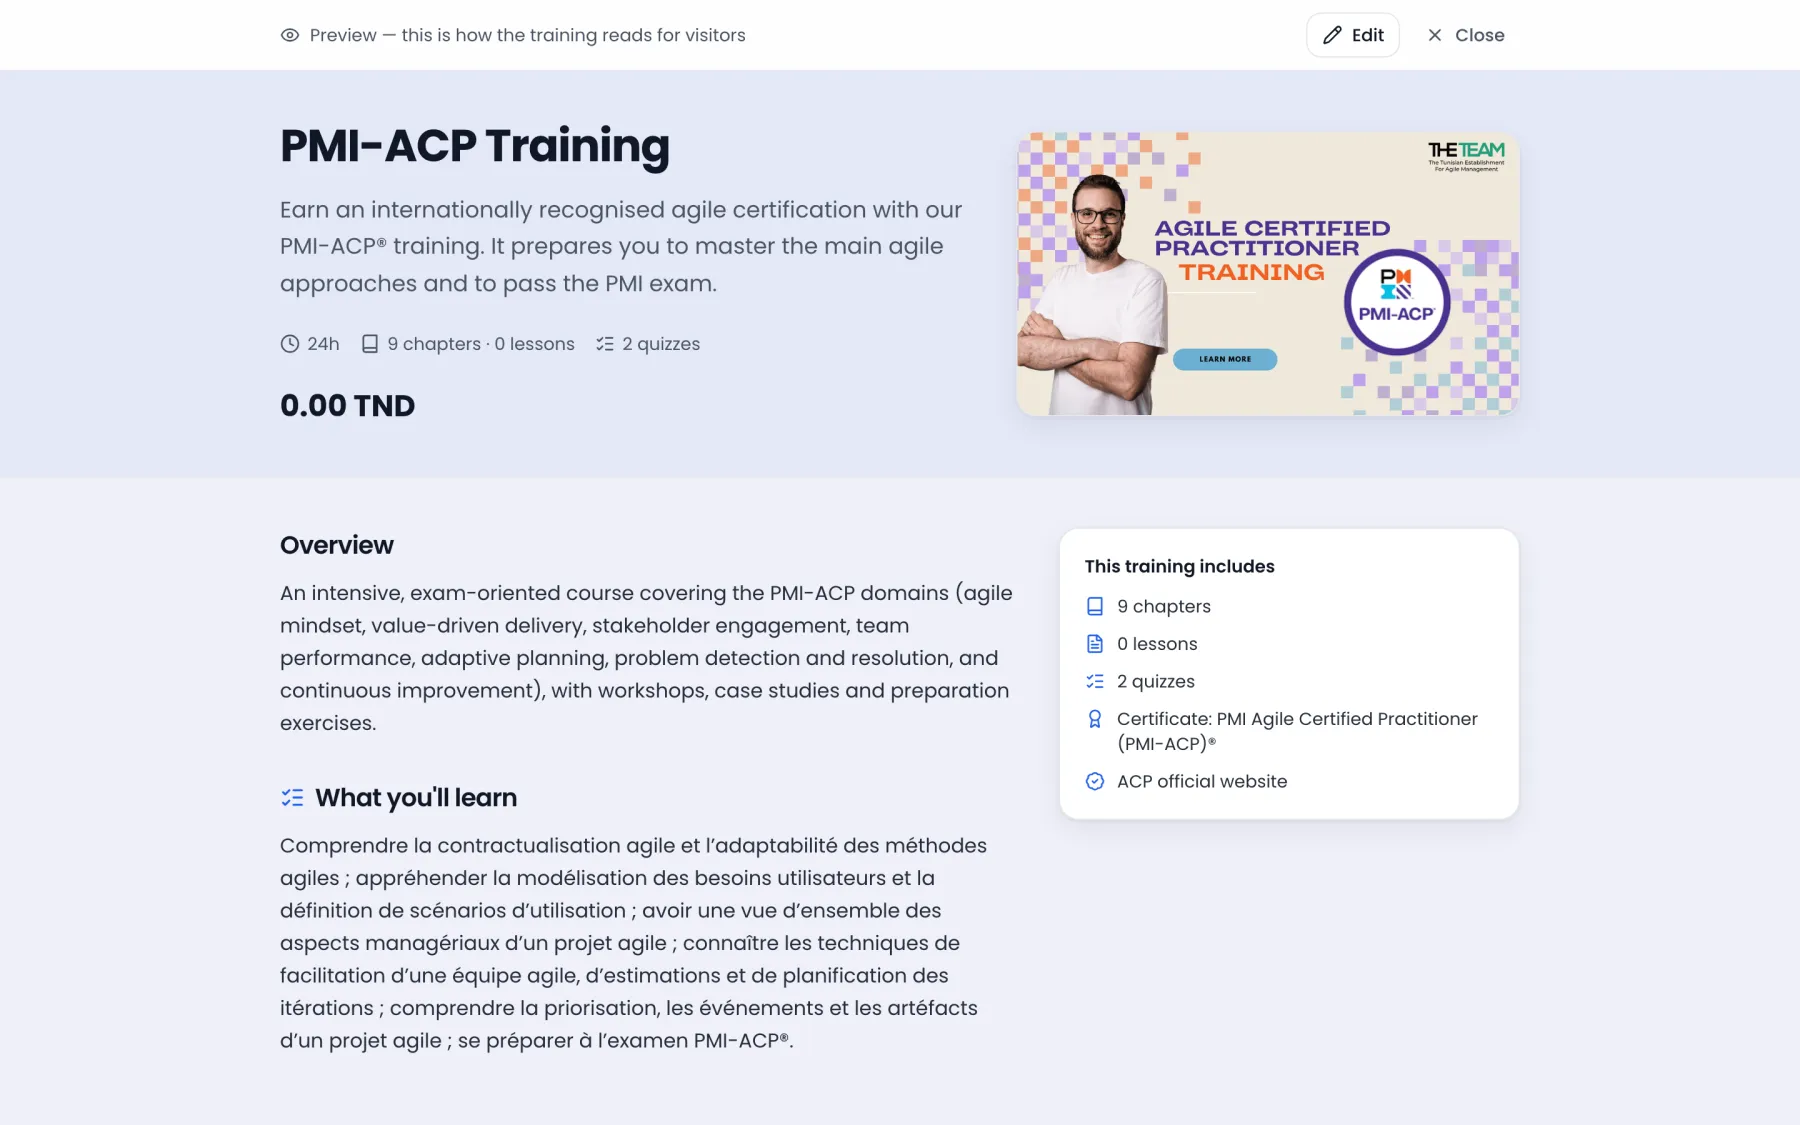 Preview — this is how the training reads for visitors
Edit
Close
PMI-ACP Training
Earn an internationally recognised agile certification with our
PMI-ACP® training. It prepares you to master the main agile
approaches and to pass the PMI exam.
24h
9 chapters · 0 lessons
2 quizzes
0.00 TND
THE TEAM
The Tunisian Establishment
For Agile Management
AGILE CERTIFIED
PRACTITIONER
TRAINING
PMI-ACP
LEARN MORE
Overview
An intensive, exam-oriented course covering the PMI-ACP domains (agile
mindset, value-driven delivery, stakeholder engagement, team
performance, adaptive planning, problem detection and resolution, and
continuous improvement), with workshops, case studies and preparation
exercises.
What you'll learn
Comprendre la contractualisation agile et l’adaptabilité des méthodes
agiles ; appréhender la modélisation des besoins utilisateurs et la
définition de scénarios d’utilisation ; avoir une vue d’ensemble des
aspects managériaux d’un projet agile ; connaître les techniques de
facilitation d’une équipe agile, d’estimations et de planification des
itérations ; comprendre la priorisation, les événements et les artéfacts
d’un projet agile ; se préparer à l’examen PMI-ACP®.
This training includes
9 chapters
0 lessons
2 quizzes
Certificate: PMI Agile Certified Practitioner
(PMI-ACP)®
ACP official website